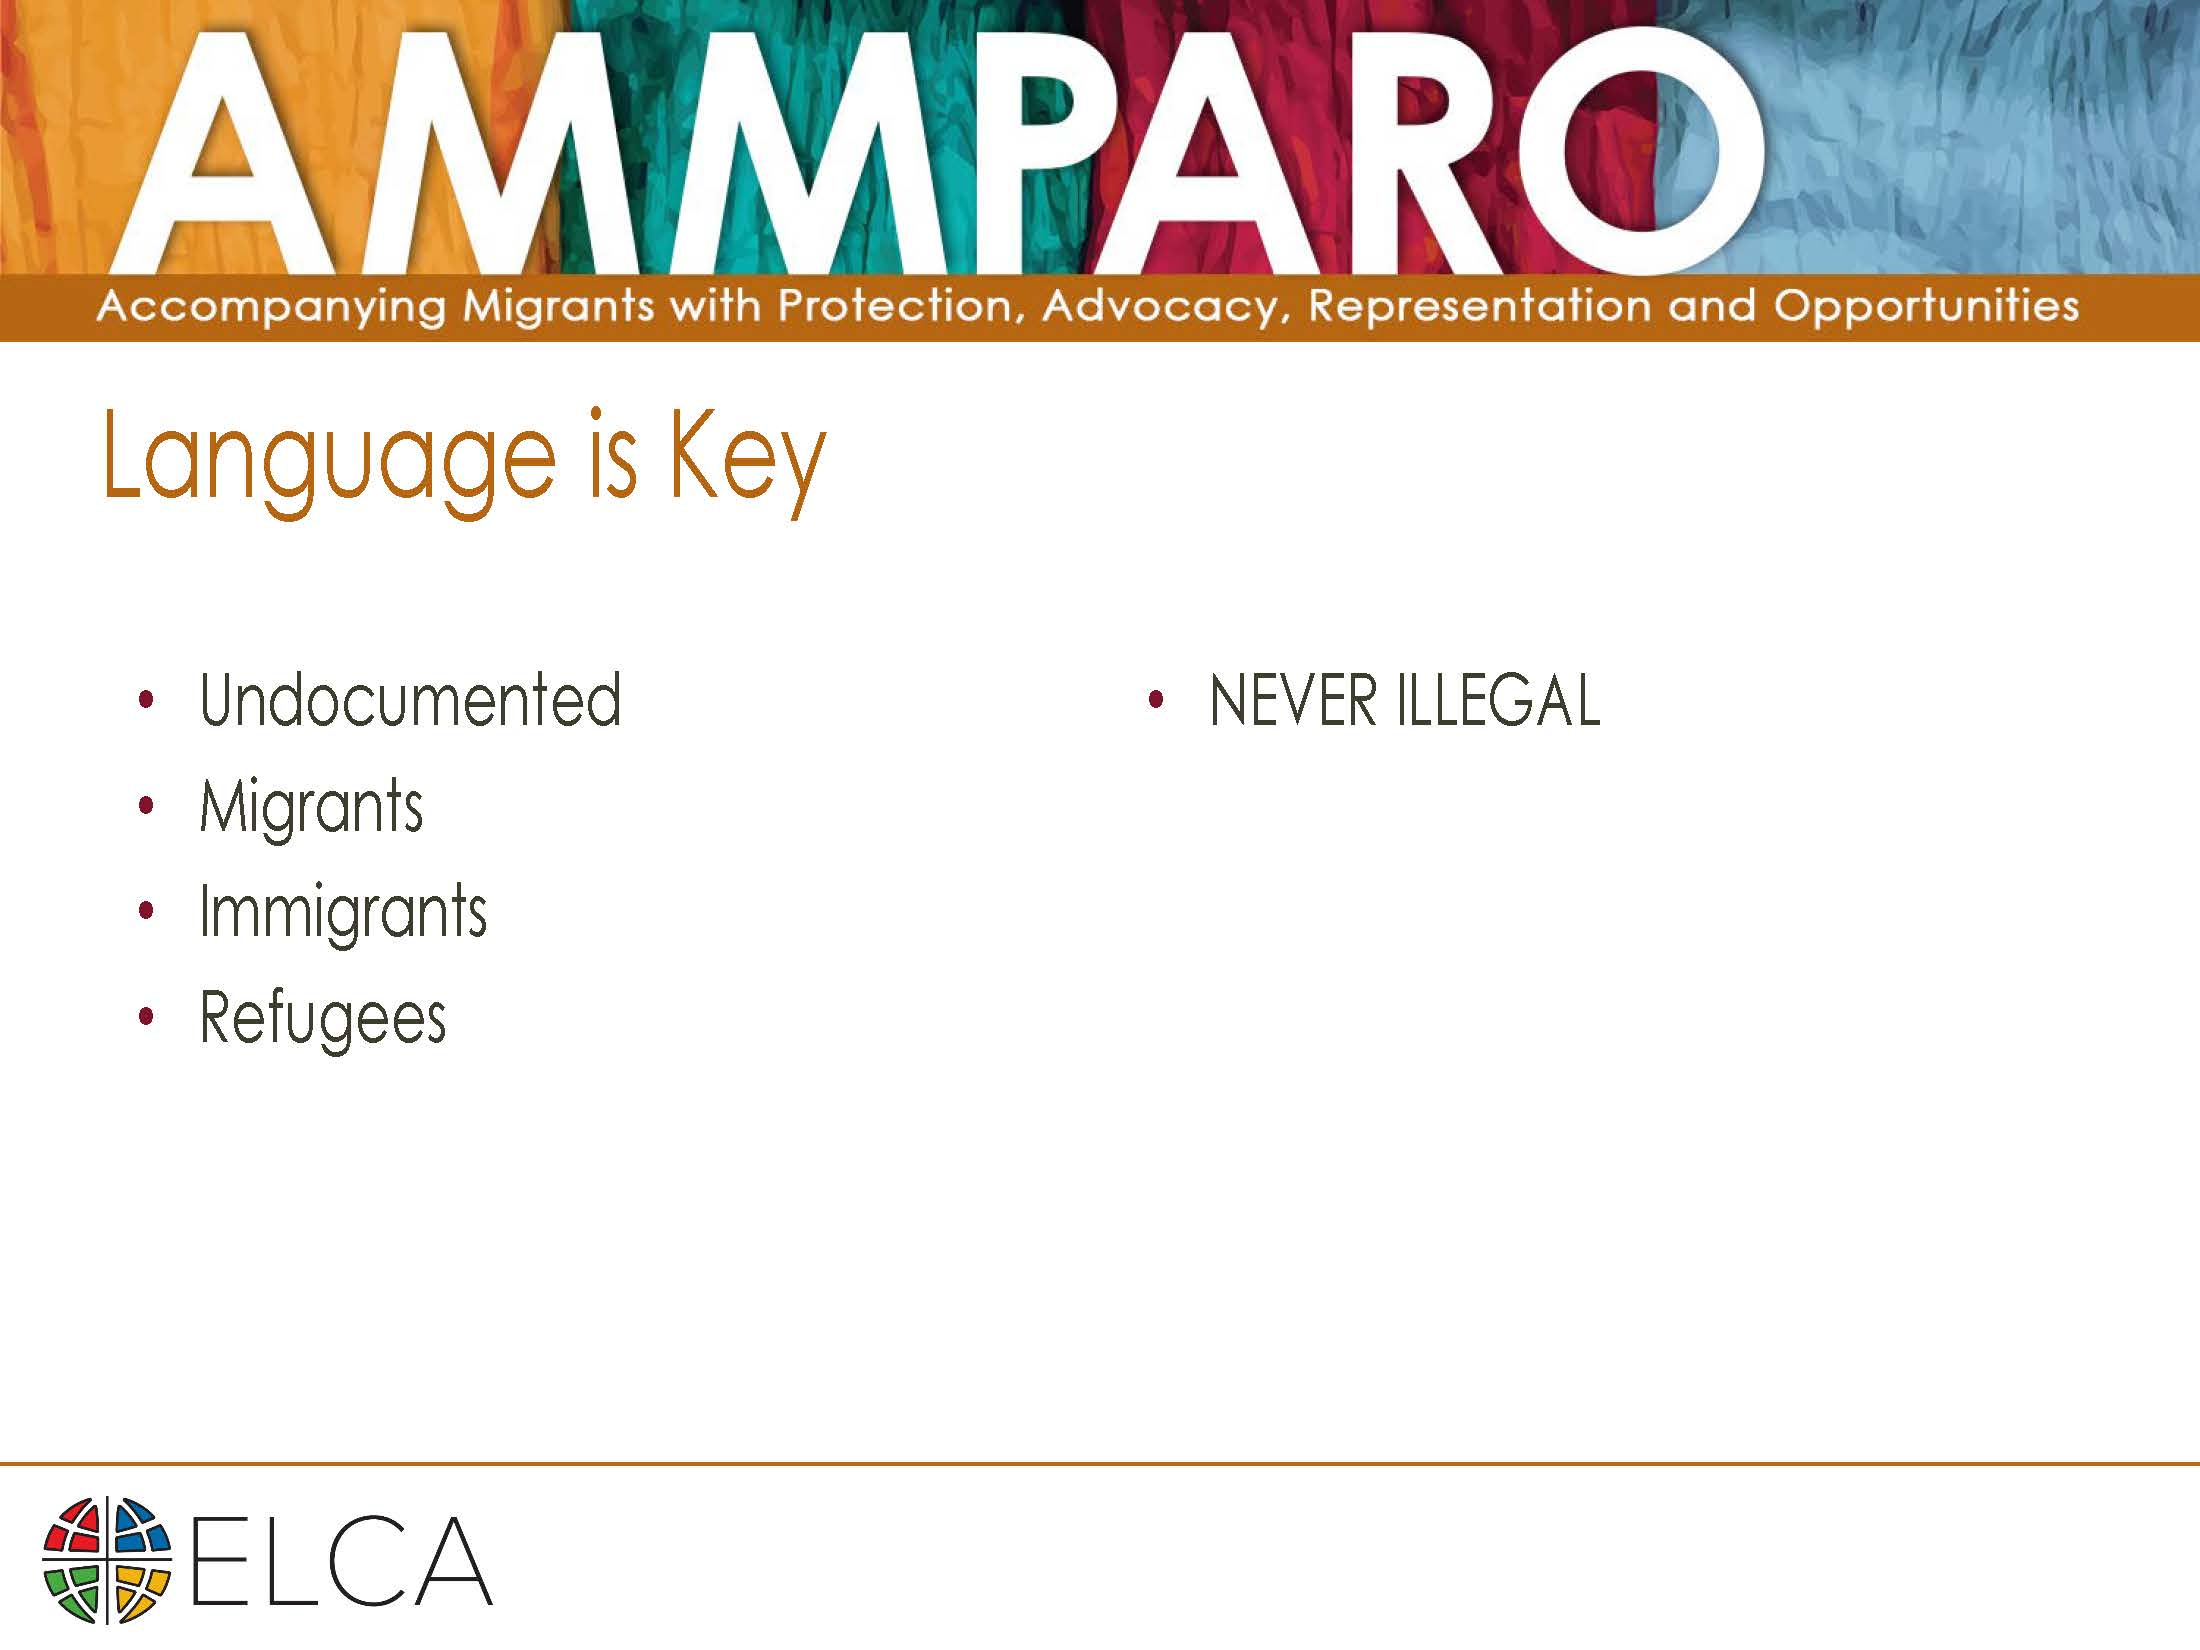 AMMPARO
Accompanying Migrants with Protection, Advocacy, Representation and Opportunities
Language is Key
• Undocumented
• Migrants
• Immigrants
• Refugees
• NEVER ILLEGAL
ELCA